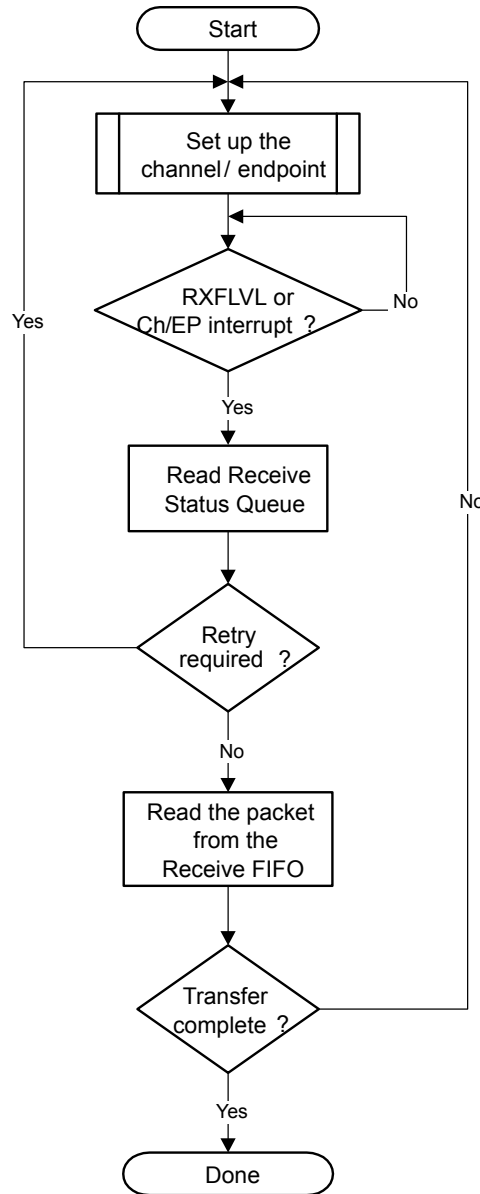 Start
Set up the
channel/ endpoint
RXFLVL or
Ch/EP interrupt ?
No
Yes
Yes
Read Receive
Status Queue
No
Retry
required ?
No
Read the packet
from the
Receive FIFO
Transfer
complete ?
Yes
Done